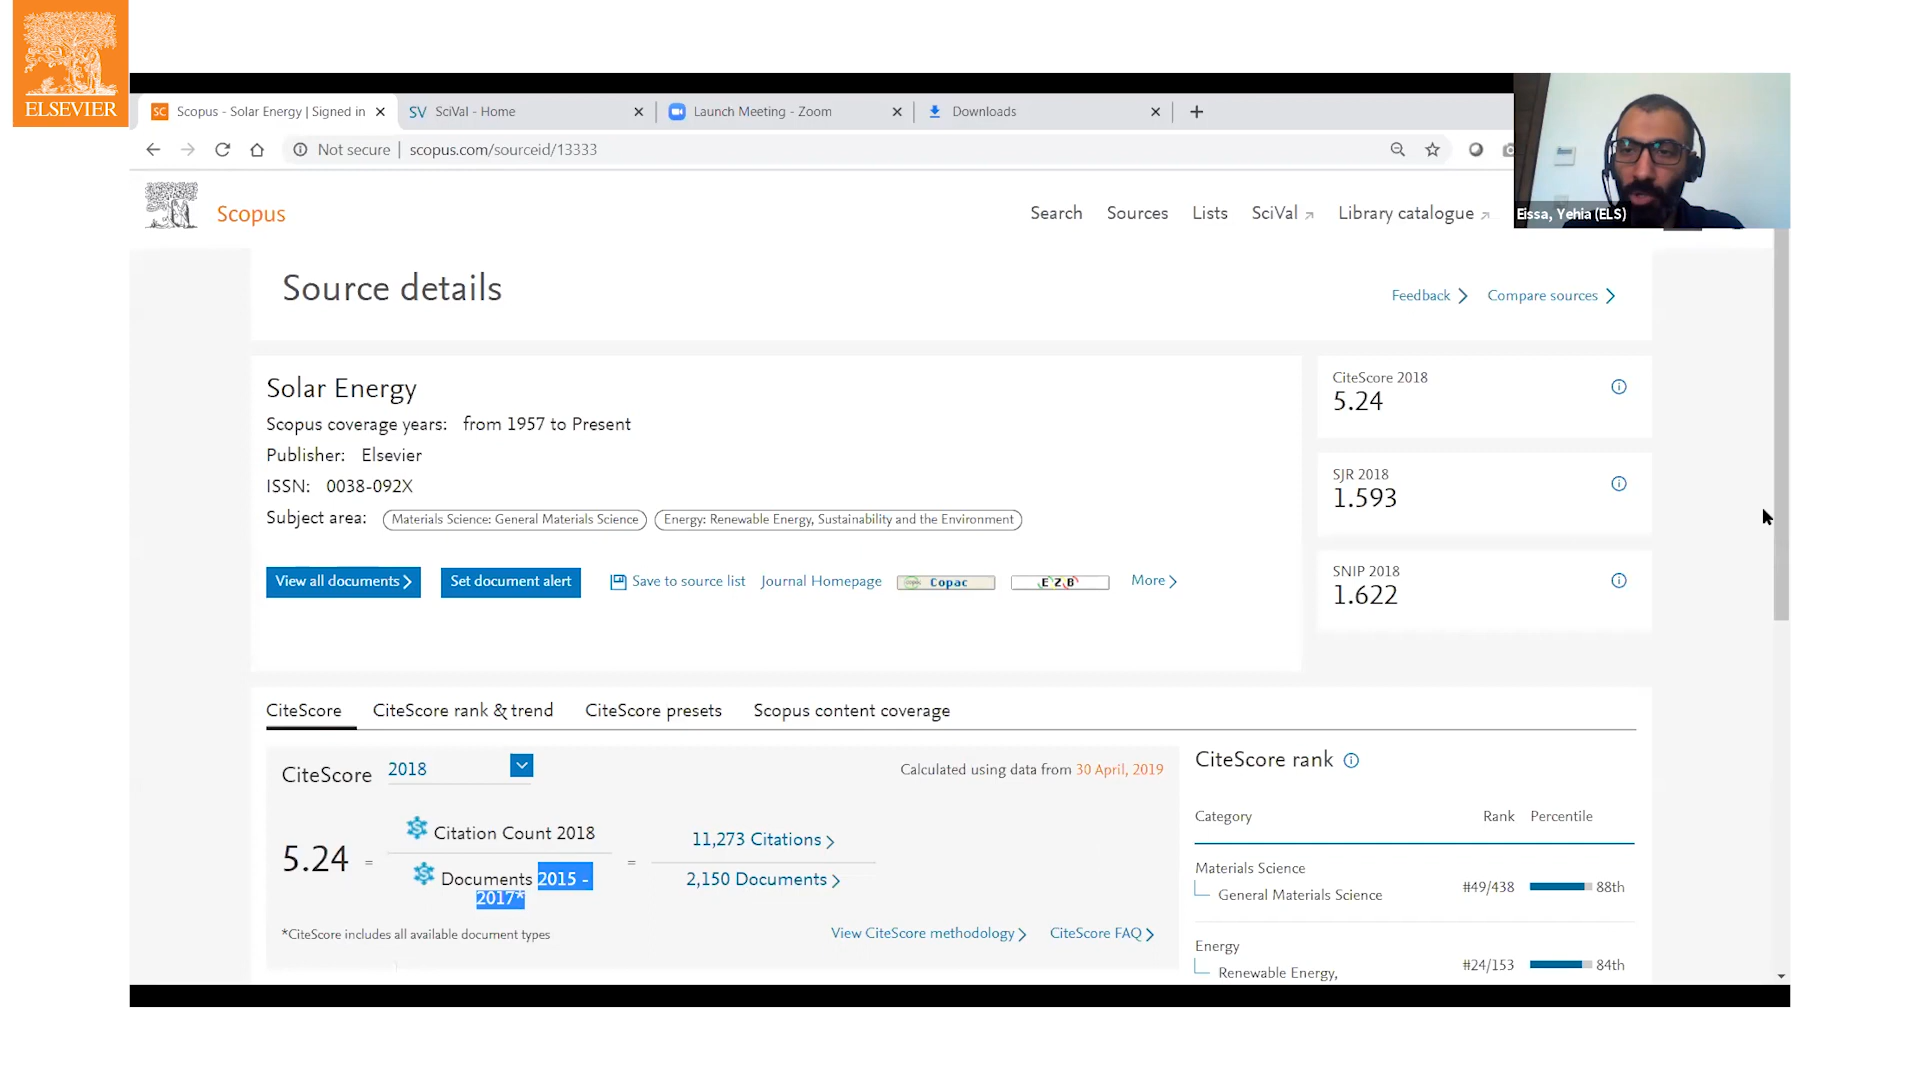 ELSEVIER
SC Scopus - Solar Energy | Signed in
SV SciVal - Home
Launch Meeting - Zoom
Downloads
Not secure | scopus.com/sourceid/13333
Scopus
Search Sources Lists SciVal Library catalogue
Eissa, Yehia (ELS)
Source details
Feedback Compare sources
Solar Energy
Scopus coverage years: from 1957 to Present
Publisher: Elsevier
ISSN: 0038-092X
Subject area: Materials Science: General Materials Science Energy: Renewable Energy, Sustainability and the Environment
View all documents Set document alert Save to source list Journal Homepage Copac EZB More
CiteScore 2018
5.24
SJR 2018
1.593
SNIP 2018
1.622
CiteScore CiteScore rank & trend CiteScore presets Scopus content coverage
CiteScore 2018
Calculated using data from 30 April, 2019
5.24 =
Citation Count 2018
Documents 2015 -
2017*
=
11,273 Citations
2,150 Documents
*CiteScore includes all available document types
View CiteScore methodology CiteScore FAQ
CiteScore rank
Category Rank Percentile
Materials Science
General Materials Science #49/438 88th
Energy
Renewable Energy, #24/153 84th